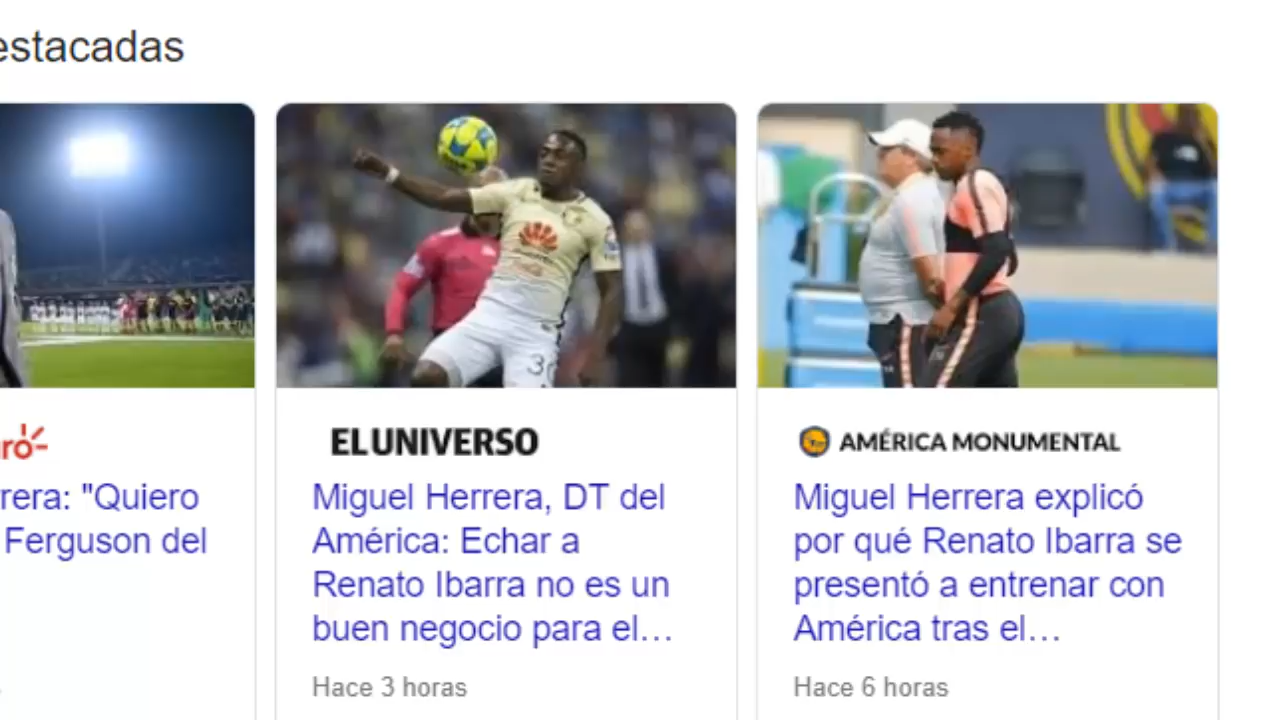 estacadas
ELUNIVERSO
AMÉRICA MONUMENTAL
rera: "Quiero
Ferguson del
Miguel Herrera, DT del
América: Echar a
Renato Ibarra no es un
buen negocio para el...
Hace 3 horas
Miguel Herrera explicó
por qué Renato Ibarra se
presentó a entrenar con
América tras el...
Hace 6 horas